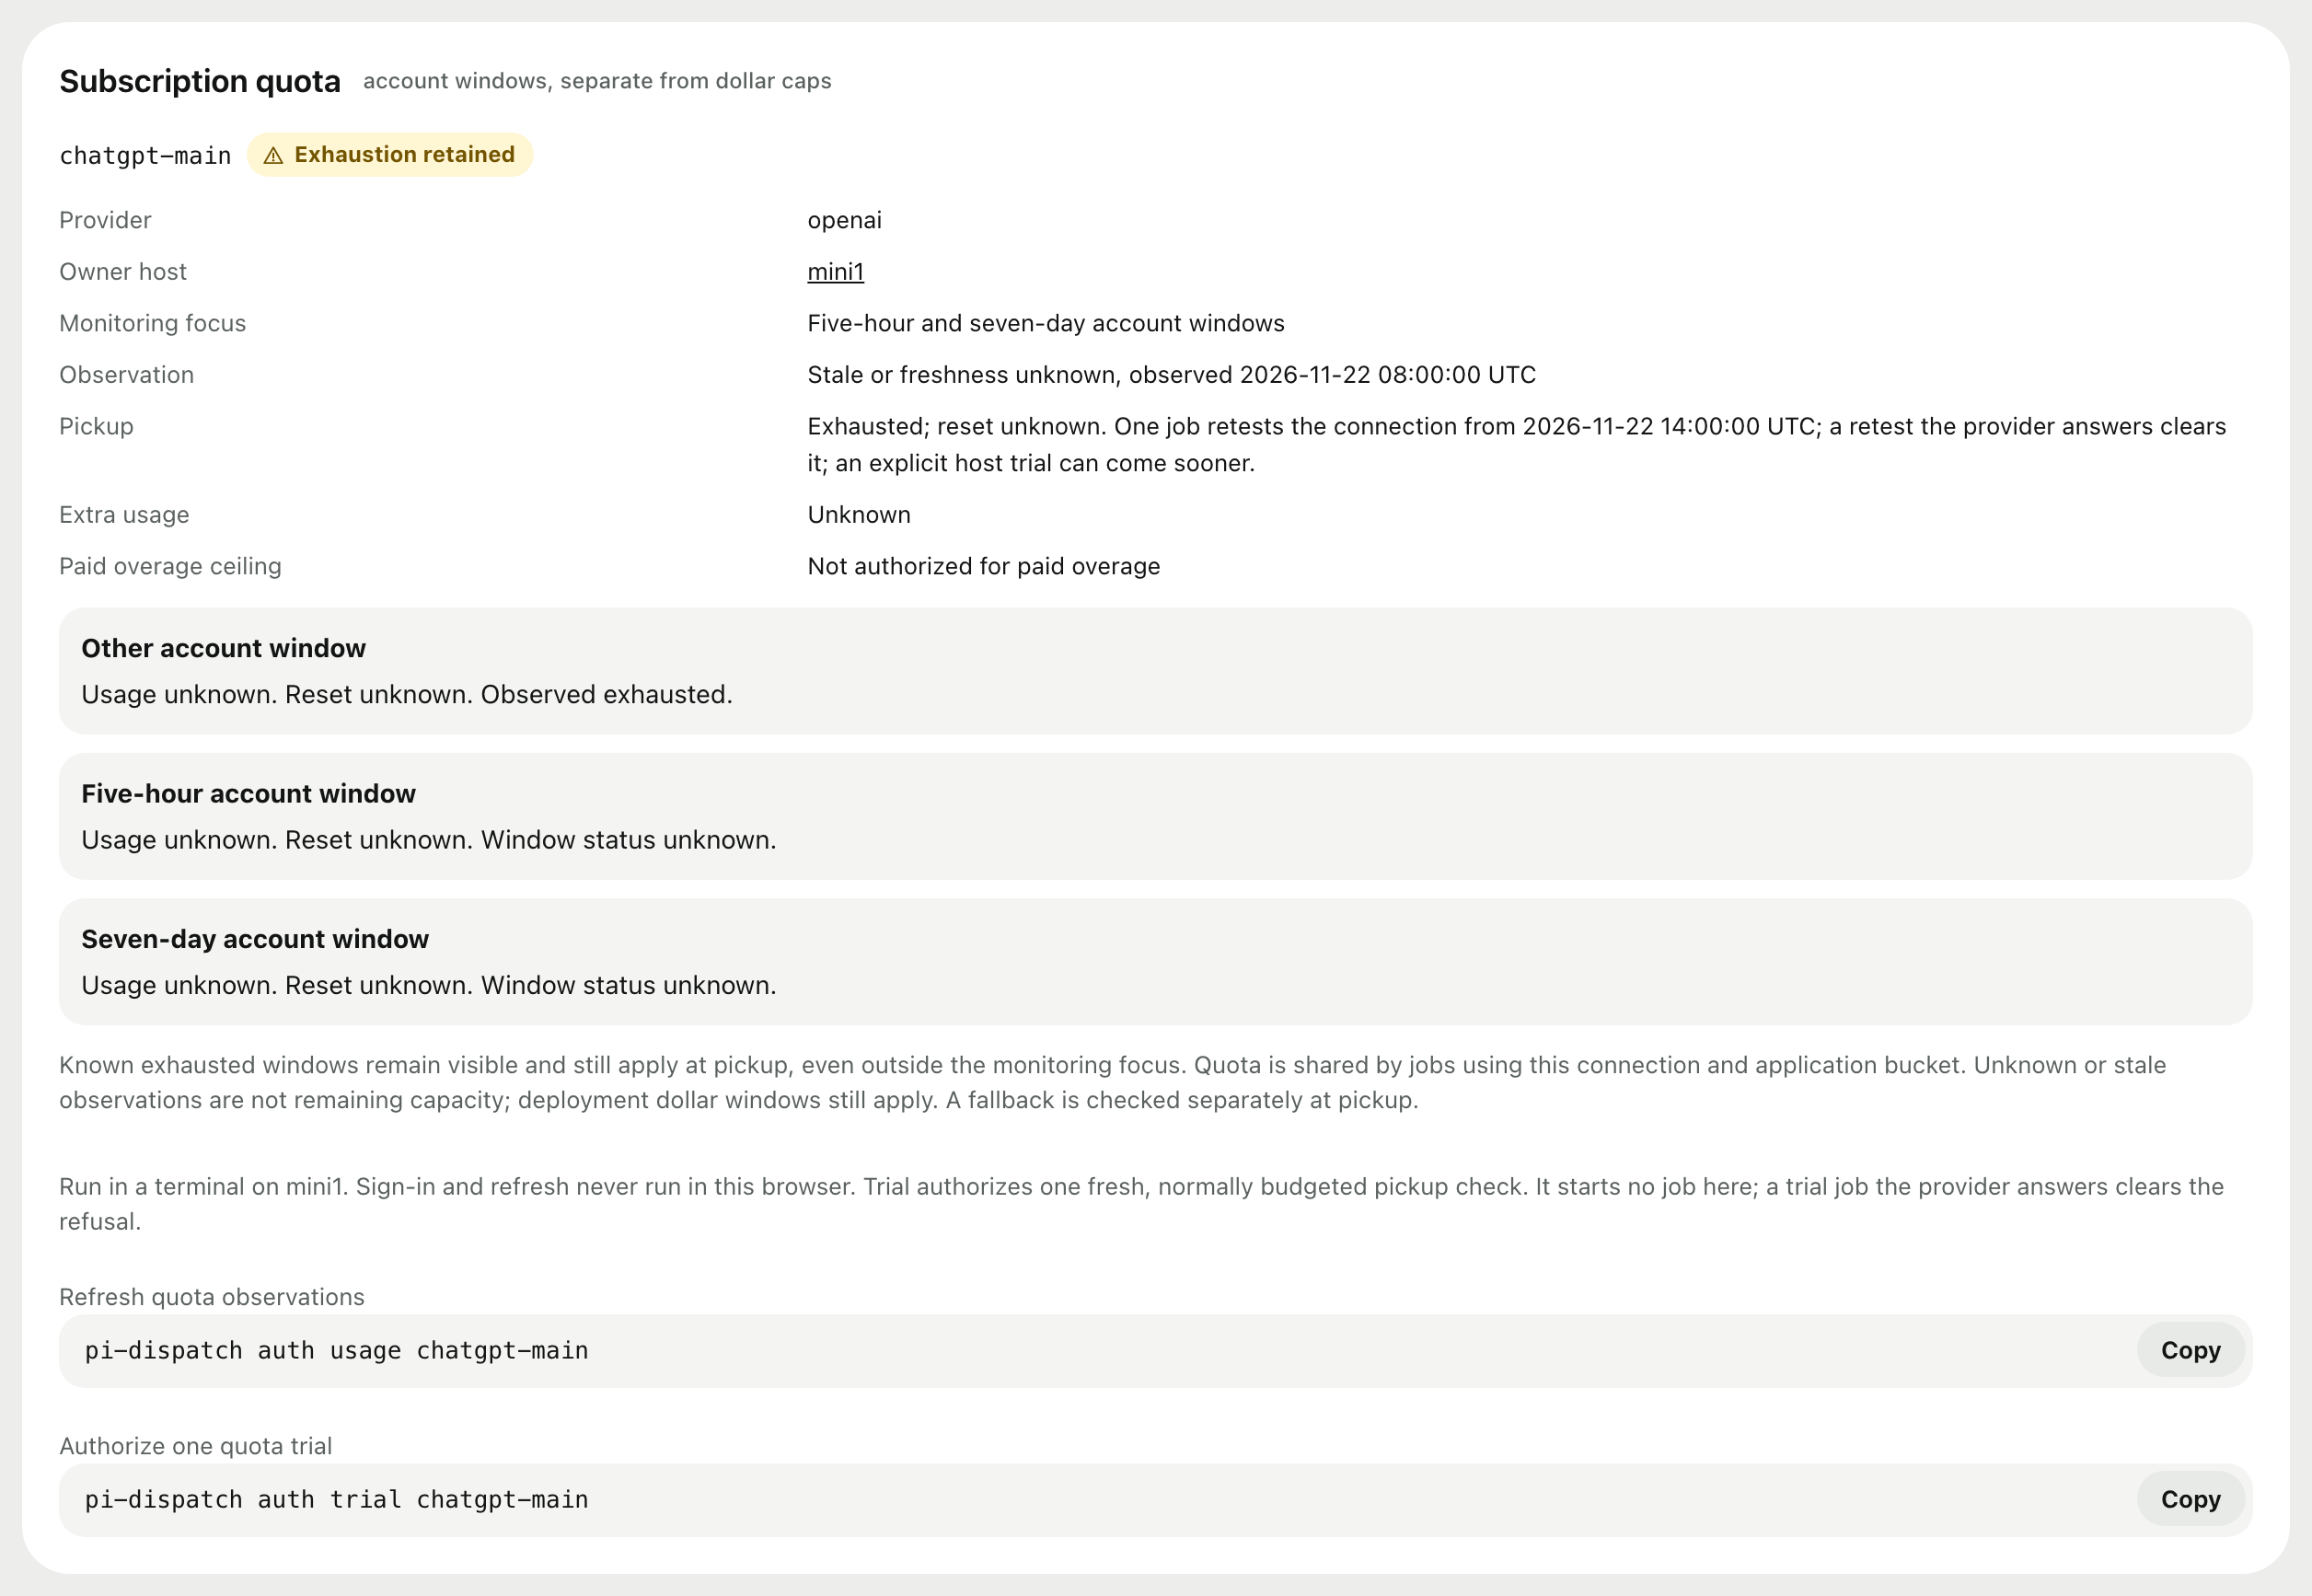 Subscription quota account windows, separate from dollar caps
chatgpt-main Exhaustion retained
Provider openai
Owner host mini1
Monitoring focus Five-hour and seven-day account windows
Observation Stale or freshness unknown, observed 2026-11-22 08:00:00 UTC
Pickup Exhausted; reset unknown. One job retests the connection from 2026-11-22 14:00:00 UTC; a retest the provider answers clears
it; an explicit host trial can come sooner.
Extra usage Unknown
Paid overage ceiling Not authorized for paid overage
Other account window
Usage unknown. Reset unknown. Observed exhausted.
Five-hour account window
Usage unknown. Reset unknown. Window status unknown.
Seven-day account window
Usage unknown. Reset unknown. Window status unknown.
Known exhausted windows remain visible and still apply at pickup, even outside the monitoring focus. Quota is shared by jobs using this connection and application bucket. Unknown or stale
observations are not remaining capacity; deployment dollar windows still apply. A fallback is checked separately at pickup.
Run in a terminal on mini1. Sign-in and refresh never run in this browser. Trial authorizes one fresh, normally budgeted pickup check. It starts no job here; a trial job the provider answers clears the
refusal.
Refresh quota observations
pi-dispatch auth usage chatgpt-main Copy
Authorize one quota trial
pi-dispatch auth trial chatgpt-main Copy